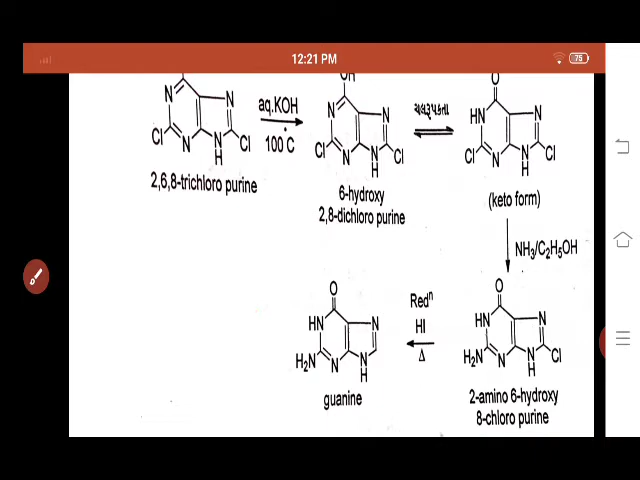 12:21 PM
75
N
N
N
N
H
Cl
Cl
2,6,8-trichloro purine
aq.KOH
100°C
OH
N
N
N
N
H
Cl
Cl
6-hydroxy
2,8-dichloro purine
ચલરૂપકતા
O
HN
N
N
N
H
Cl
Cl
(keto form)
NH₃/C₂H₅OH
O
HN
N
H₂N
N
N
H
guanine
Redⁿ
HI
Δ
O
HN
N
H₂N
N
N
H
Cl
2-amino 6-hydroxy
8-chloro purine